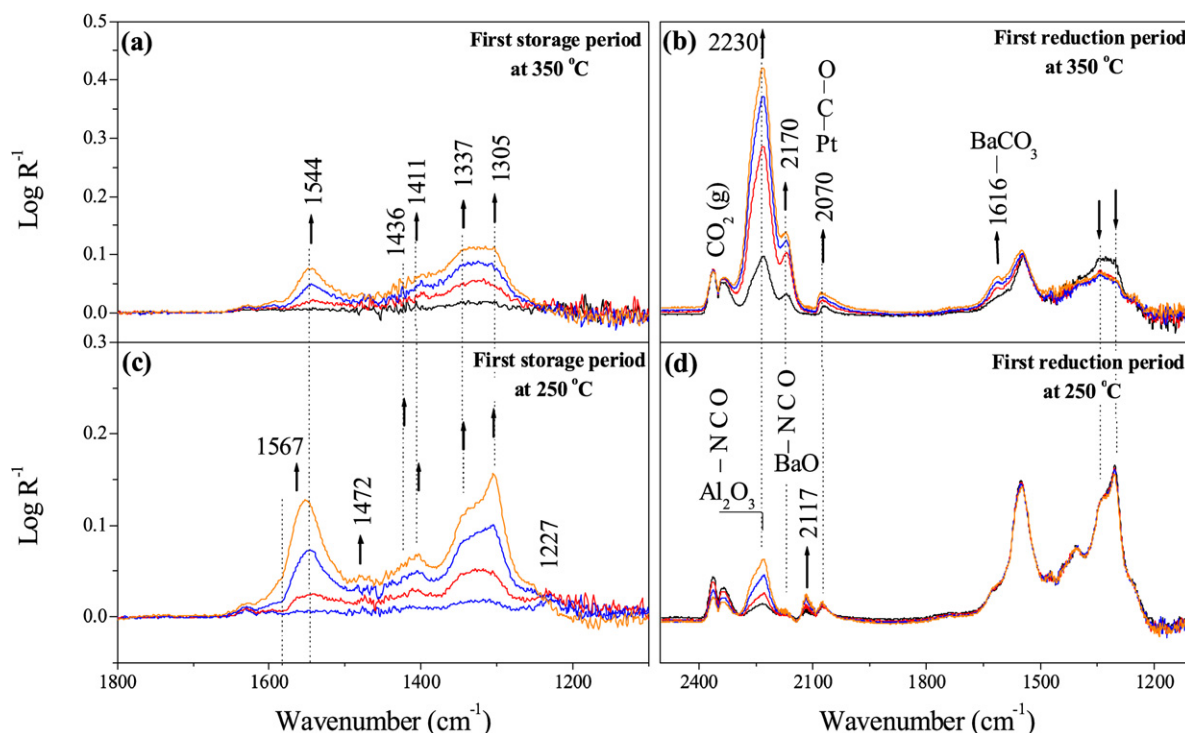 (a)
First storage period
at 350 °C
0.5
0.4
0.3
0.2
0.1
0.0
Log R⁻¹
1544
1436
1411
1337
1305
(b)
First reduction period
at 350 °C
2230
2170
CO₂ (g)
O
C
Pt
2070
BaCO₃
1616
(c)
First storage period
at 250 °C
0.3
0.2
0.1
0.0
Log R⁻¹
1567
1472
1227
1800
1600
1400
1200
Wavenumber (cm⁻¹)
(d)
First reduction period
at 250 °C
Al₂O₃ – N C O
BaO – N C O
2117
2400
2100
1500
1200
Wavenumber (cm⁻¹)